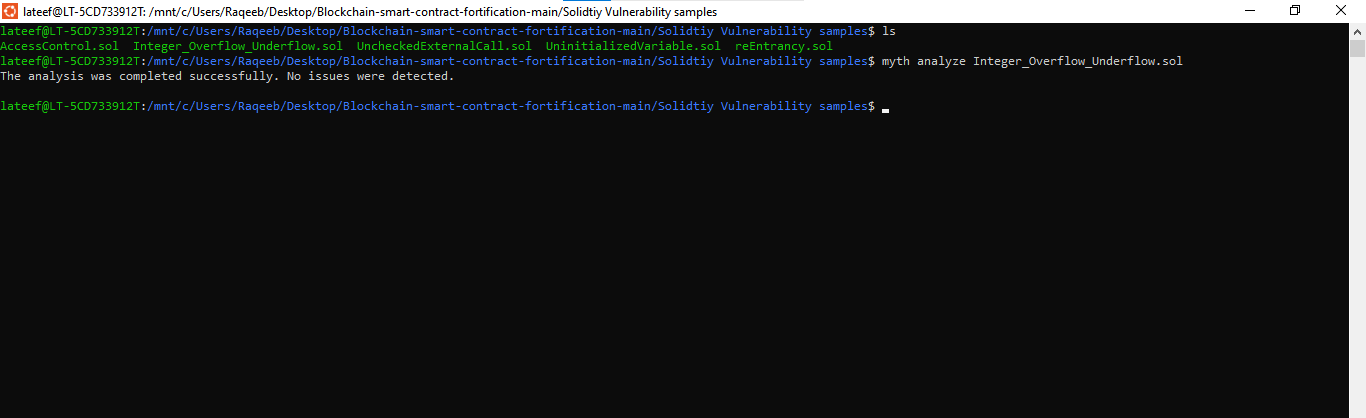 lateef@LT-5CD733912T: /mnt/c/Users/Raqeeb/Desktop/Blockchain-smart-contract-fortification-main/Solidtiy Vulnerability samples
lateef@LT-5CD733912T:/mnt/c/Users/Raqeeb/Desktop/Blockchain-smart-contract-fortification-main/Solidtiy Vulnerability samples$ ls
AccessControl.sol  Integer_Overflow_Underflow.sol  UncheckedExternalCall.sol  UninitializedVariable.sol  reEntrancy.sol
lateef@LT-5CD733912T:/mnt/c/Users/Raqeeb/Desktop/Blockchain-smart-contract-fortification-main/Solidtiy Vulnerability samples$ myth analyze Integer_Overflow_Underflow.sol
The analysis was completed successfully. No issues were detected.
lateef@LT-5CD733912T:/mnt/c/Users/Raqeeb/Desktop/Blockchain-smart-contract-fortification-main/Solidtiy Vulnerability samples$